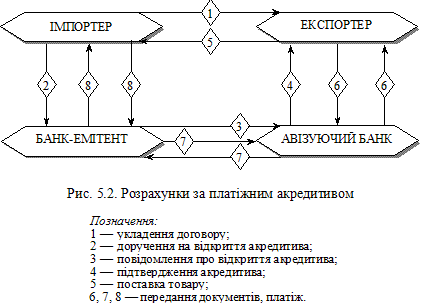 1
ІМПОРТЕР
ЕКСПОРТЕР
5
2
8
8
4
6
6
3
БАНК-ЕМІТЕНТ
7
АВІЗУЮЧИЙ БАНК
7
Рис. 5.2. Розрахунки за платіжним акредитивом
Позначення:
1 — укладення договору;
2 — доручення на відкриття акредитива;
3 — повідомлення про відкриття акредитива;
4 — підтвердження акредитива;
5 — поставка товару;
6, 7, 8 — передання документів, платіж.